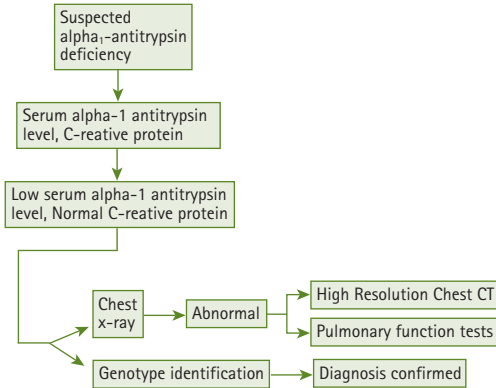 Suspected
alpha₁-antitrypsin
deficiency
Serum alpha-1 antitrypsin
level, C-reative protein
Low serum alpha-1 antitrypsin
level, Normal C-reative protein
Chest
x-ray
Abnormal
High Resolution Chest CT
Pulmonary function tests
Genotype identification
Diagnosis confirmed